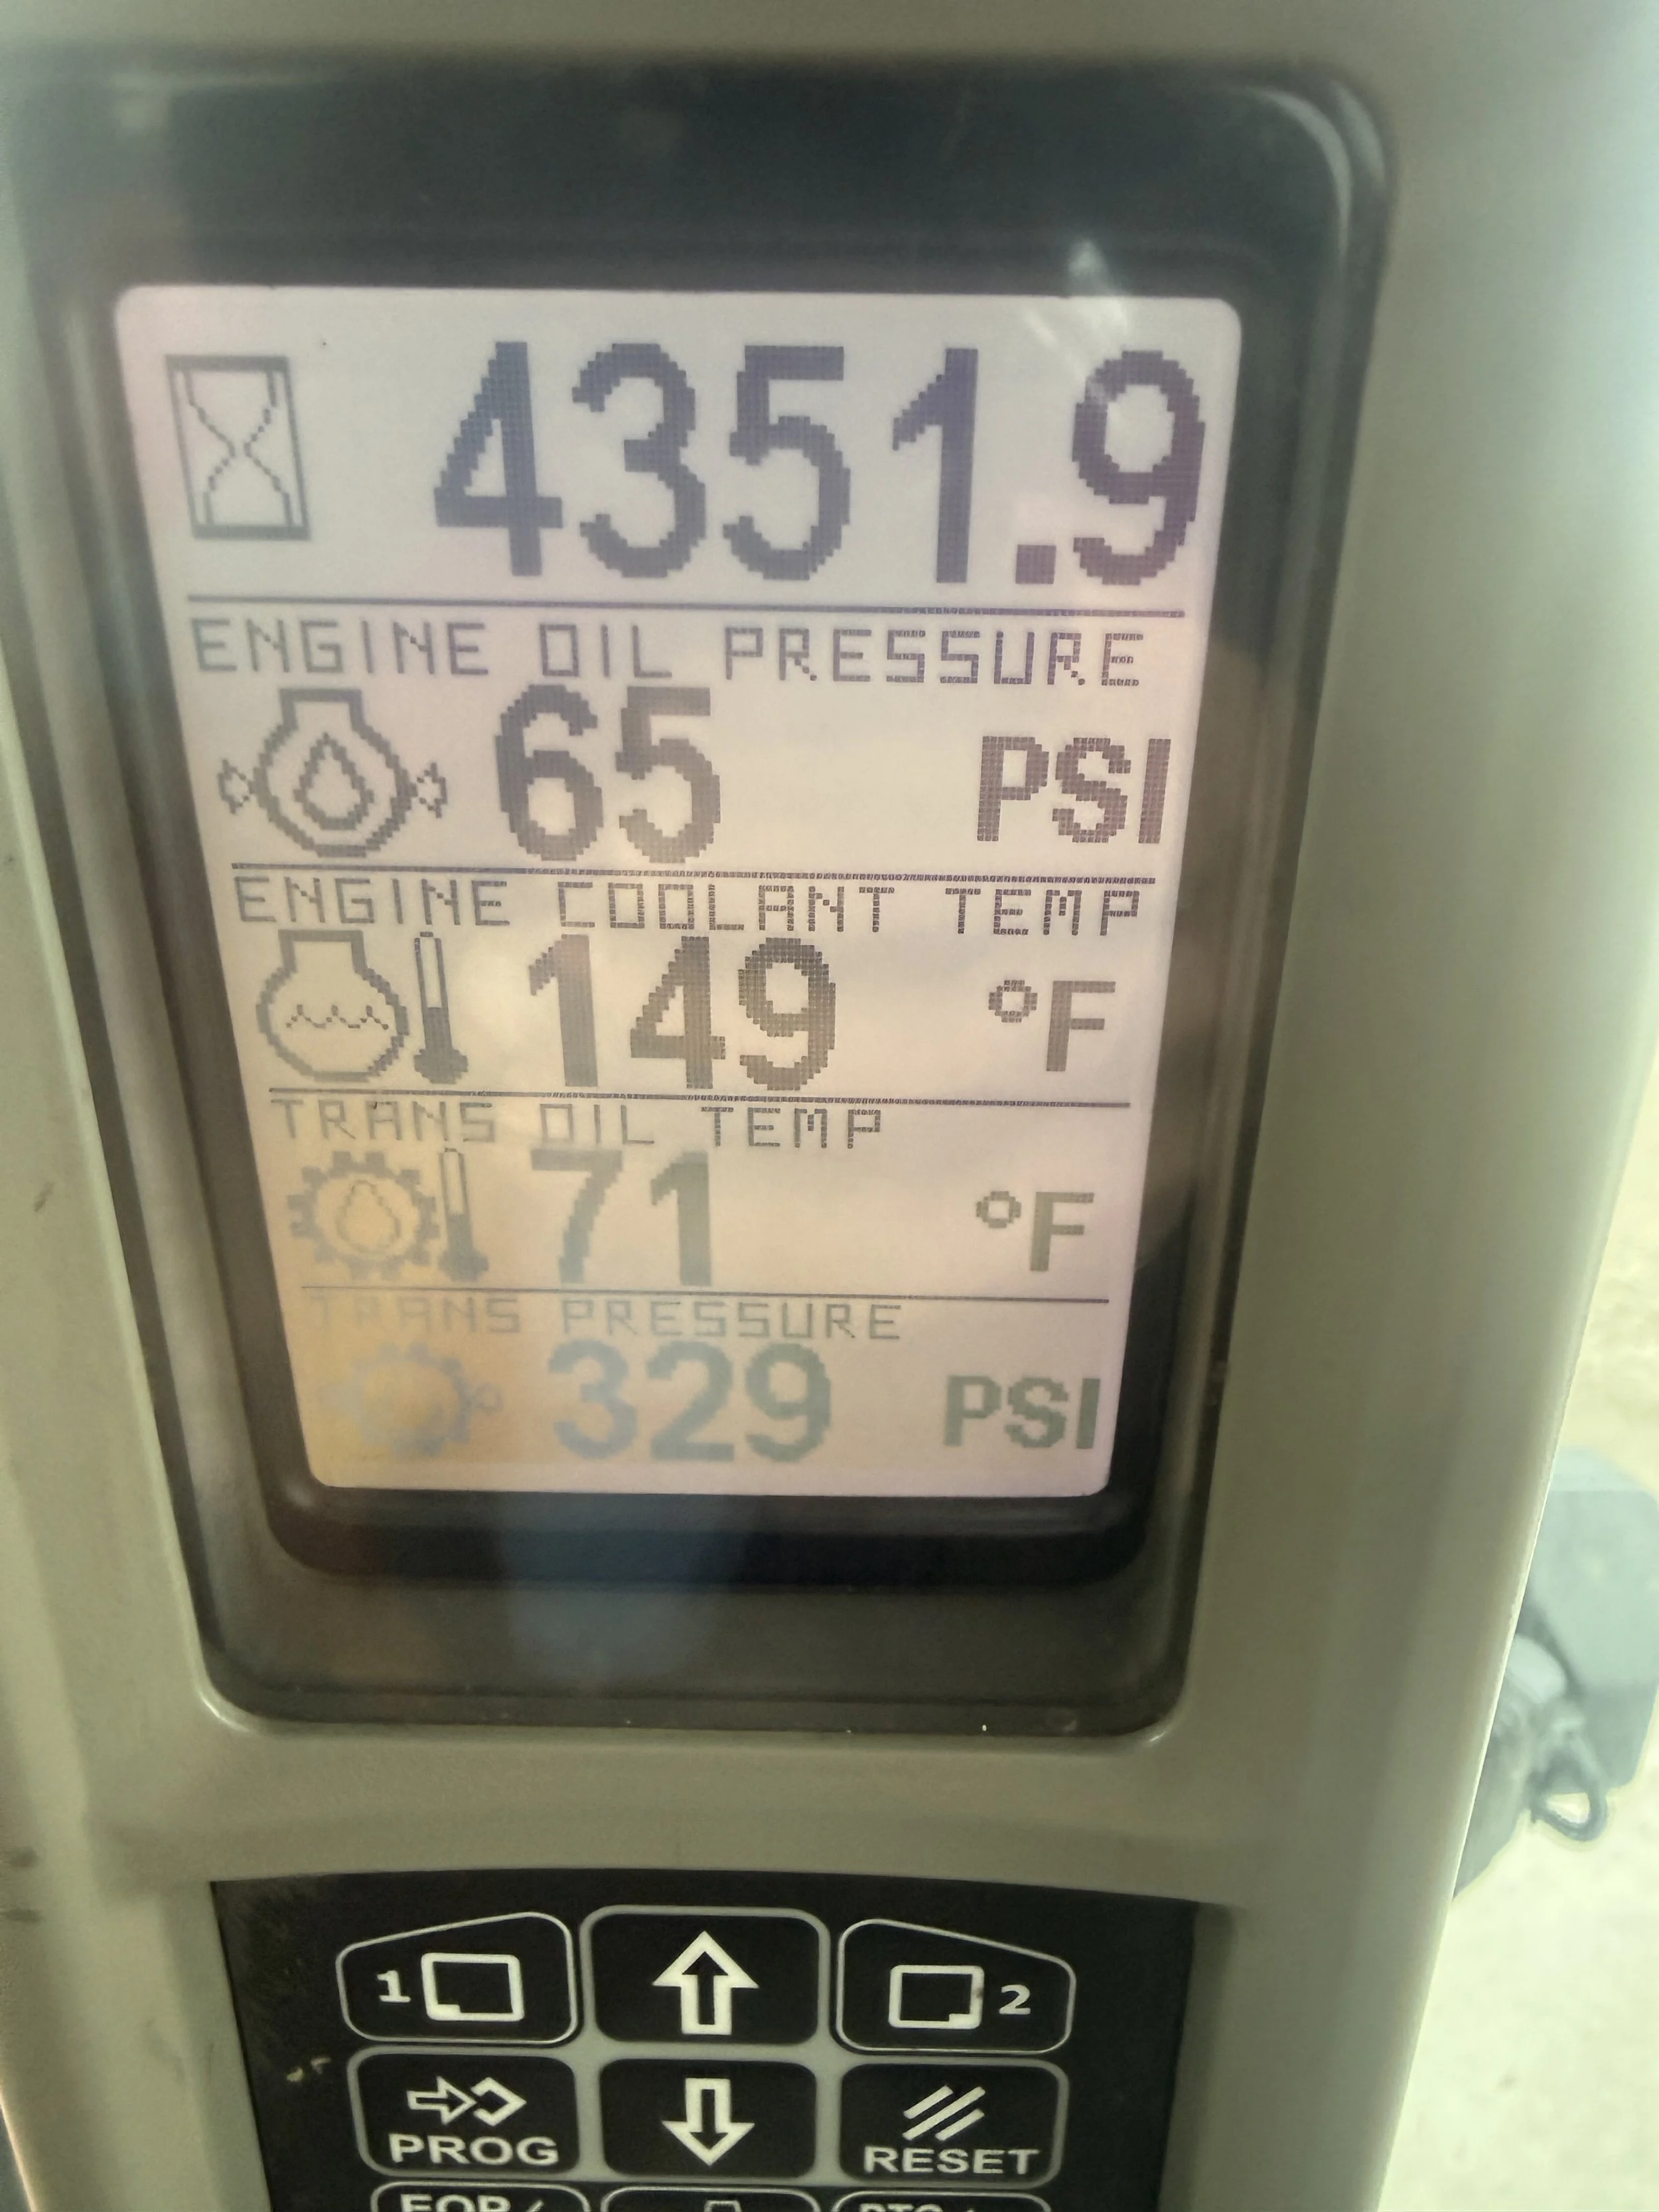 4351.9
ENGINE OIL PRESSURE
65 PSI
ENGINE COOLANT TEMP
149 °F
TRANS OIL TEMP
71 °F
TRANS PRESSURE
329 PSI
1 2
PROG RESET